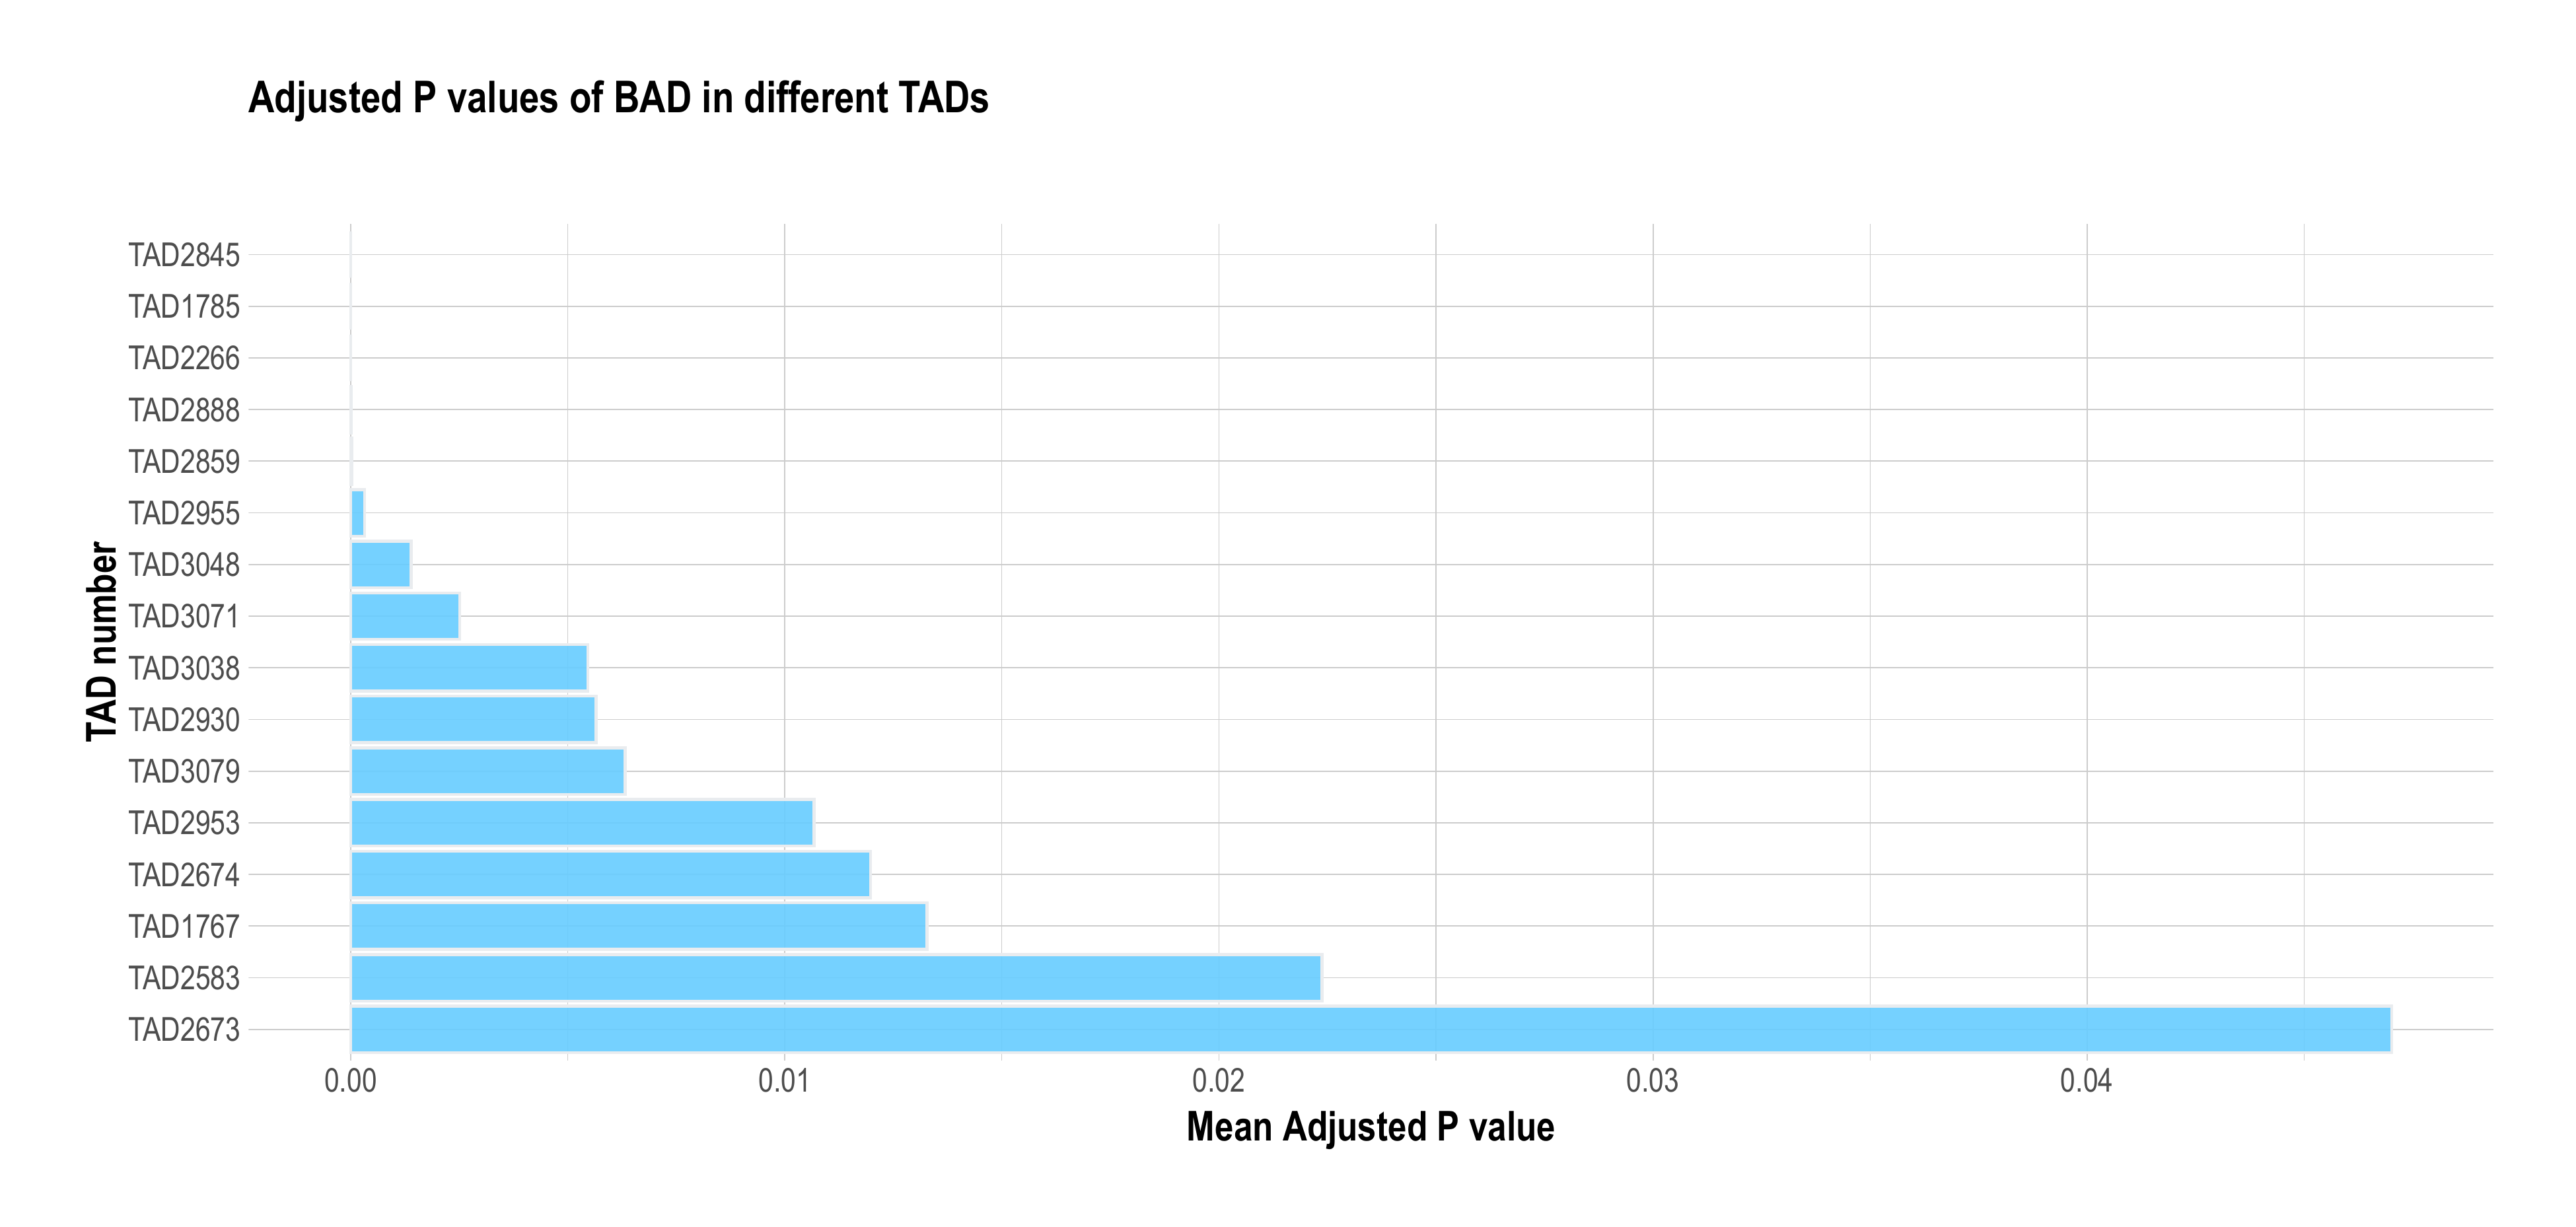 Adjusted P values of BAD in different TADs
TAD number
TAD2845
TAD1785
TAD2266
TAD2888
TAD2859
TAD2955
TAD3048
TAD3071
TAD3038
TAD2930
TAD3079
TAD2953
TAD2674
TAD1767
TAD2583
TAD2673
0.00 0.01 0.02 0.03 0.04
Mean Adjusted P value